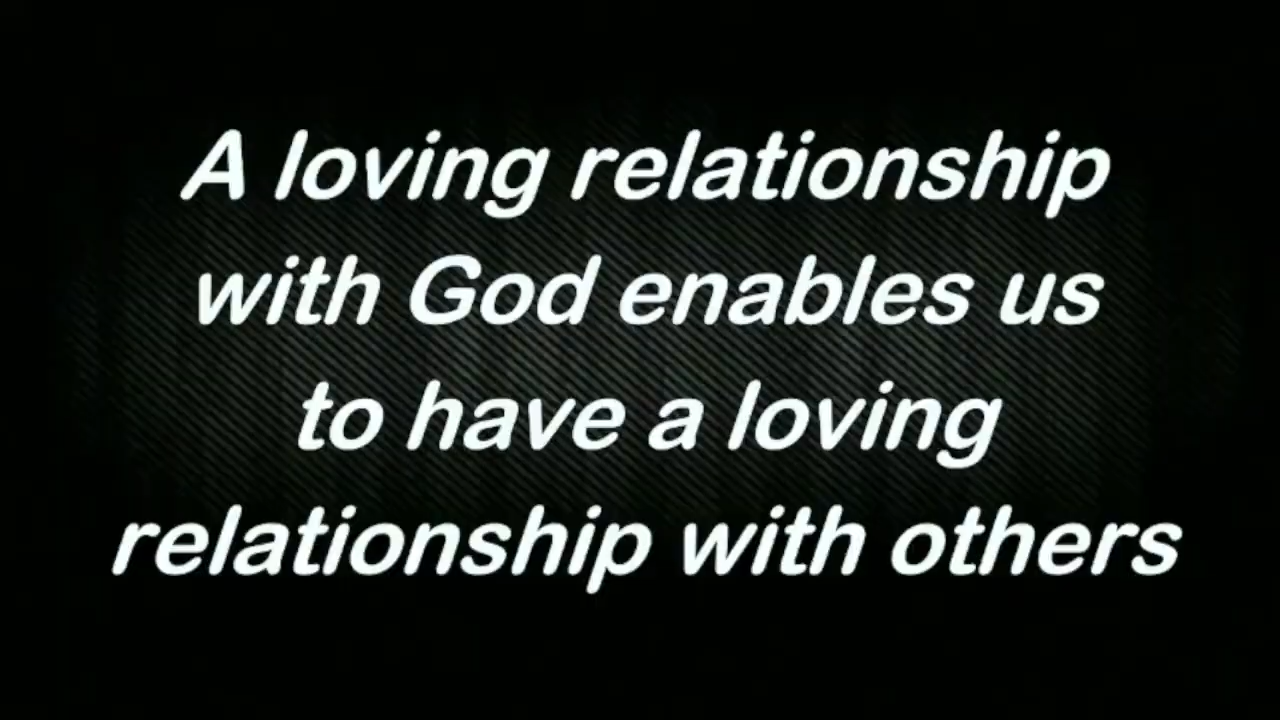 A loving relationship
with God enables us
to have a loving
relationship with others